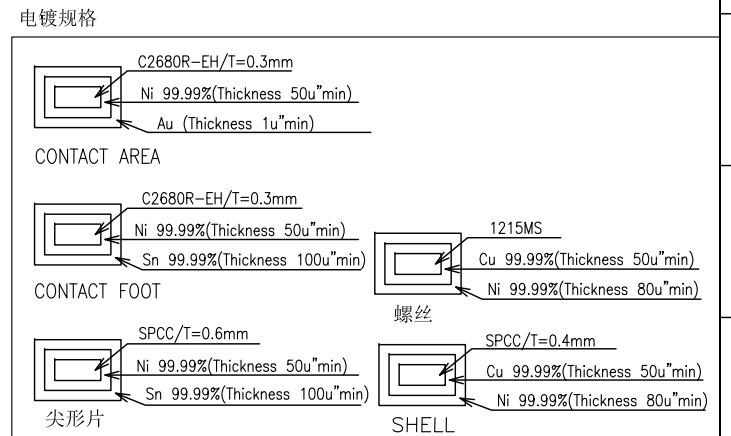 电镀规格
C2680R-EH/T=0.3mm
Ni 99.99%(Thickness 50u"min)
Au (Thickness 1u"min)
CONTACT AREA
C2680R-EH/T=0.3mm
Ni 99.99%(Thickness 50u"min)
Sn 99.99%(Thickness 100u"min)
CONTACT FOOT
1215MS
Cu 99.99%(Thickness 50u"min)
Ni 99.99%(Thickness 80u"min)
螺丝
SPCC/T=0.6mm
Ni 99.99%(Thickness 50u"min)
Sn 99.99%(Thickness 100u"min)
尖形片
SPCC/T=0.4mm
Cu 99.99%(Thickness 50u"min)
Ni 99.99%(Thickness 80u"min)
SHELL